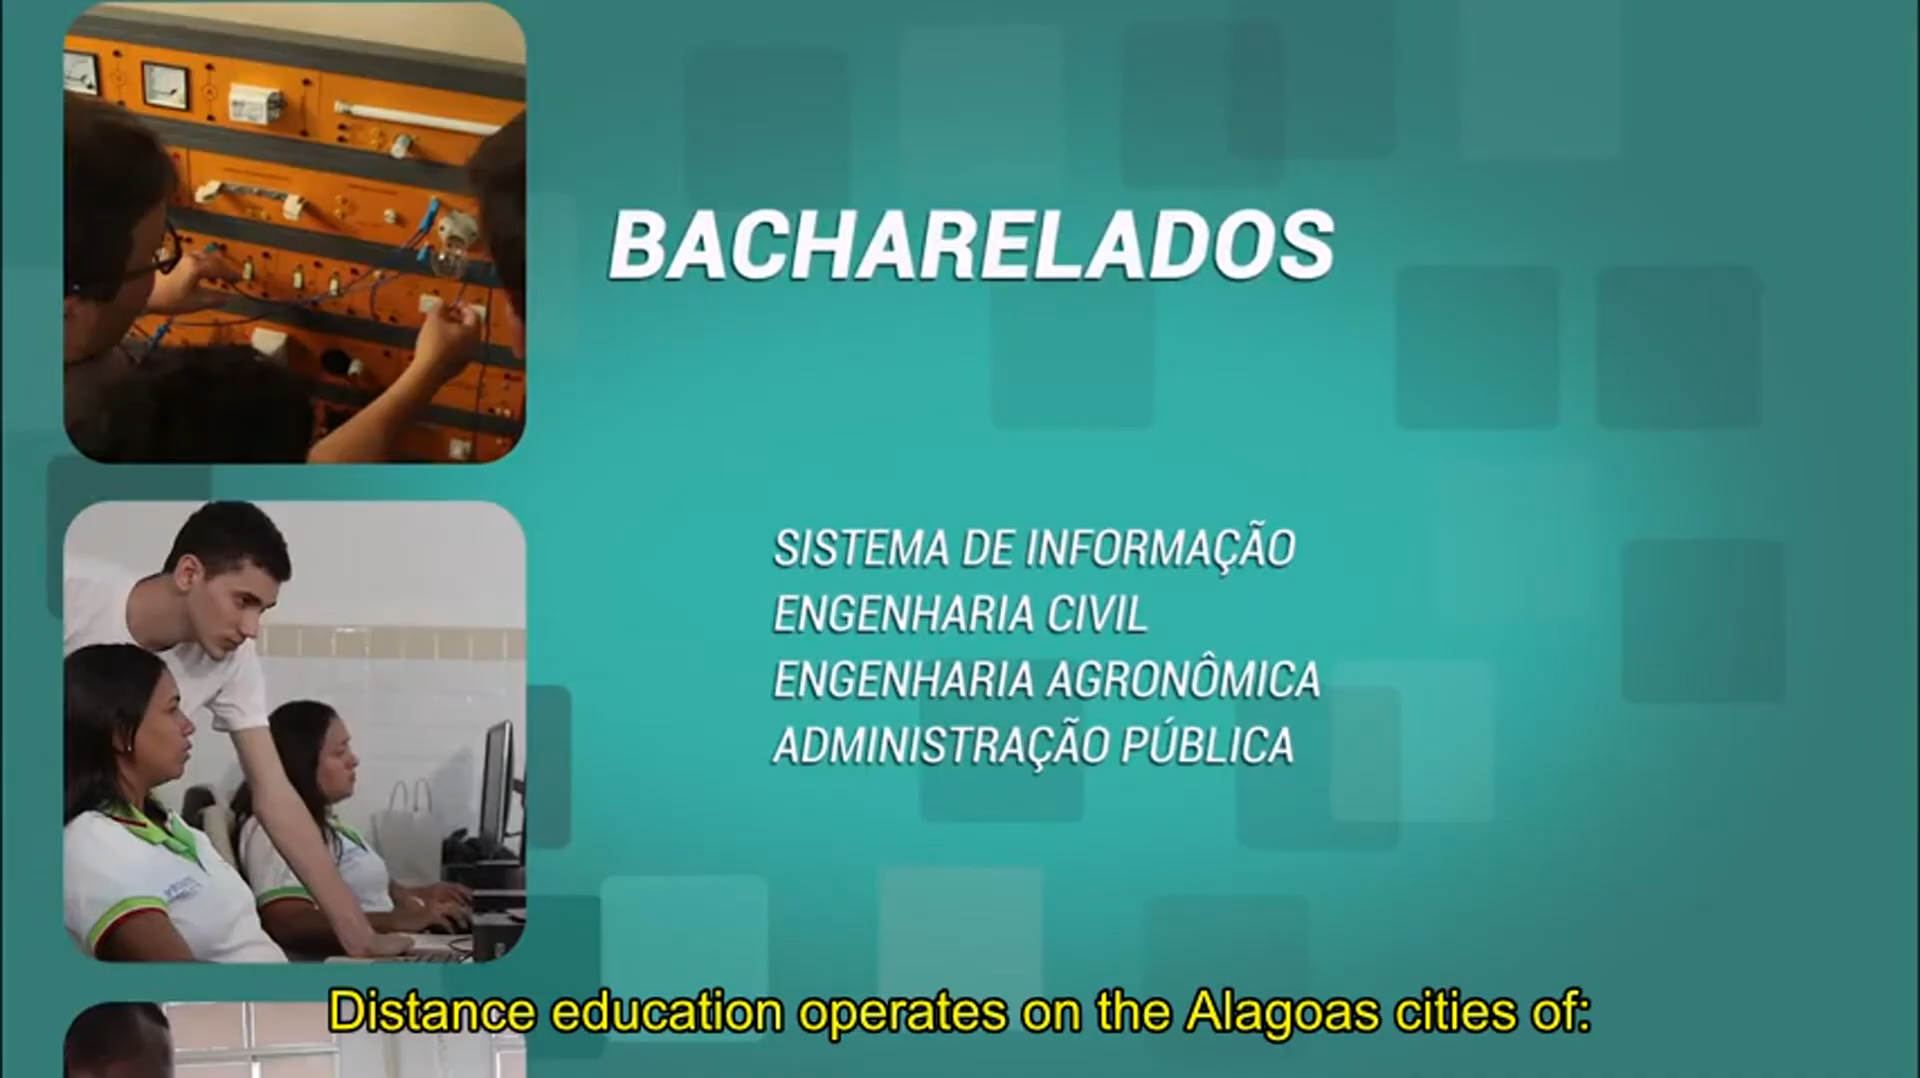 BACHARELADOS
SISTEMA DE INFORMAÇÃO
ENGENHARIA CIVIL
ENGENHARIA AGRONÔMICA
ADMINISTRAÇÃO PÚBLICA
Distance education operates on the Alagoas cities of: